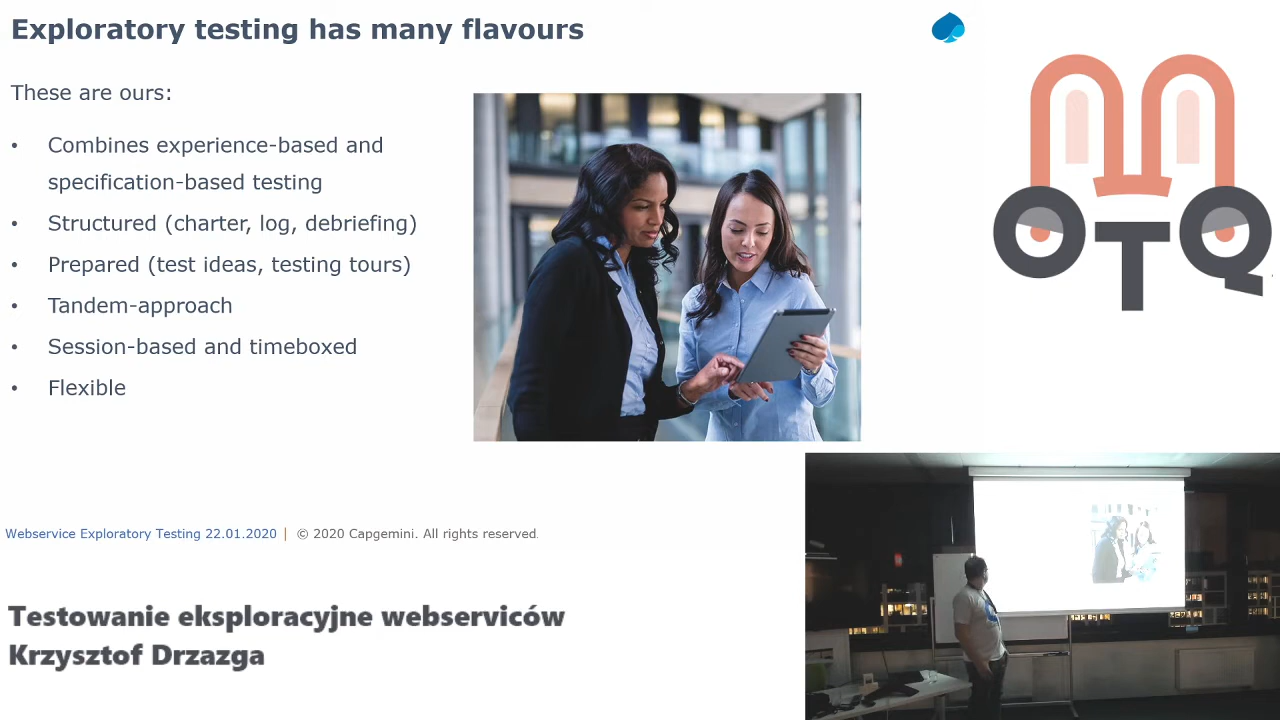 Exploratory testing has many flavours
These are ours:
• Combines experience-based and
specification-based testing
• Structured (charter, log, debriefing)
• Prepared (test ideas, testing tours)
• Tandem-approach
• Session-based and timeboxed
• Flexible
OTQ
Webservice Exploratory Testing 22.01.2020 | © 2020 Capgemini. All rights reserved.
Testowanie eksploracyjne webserviców
Krzysztof Drzazga